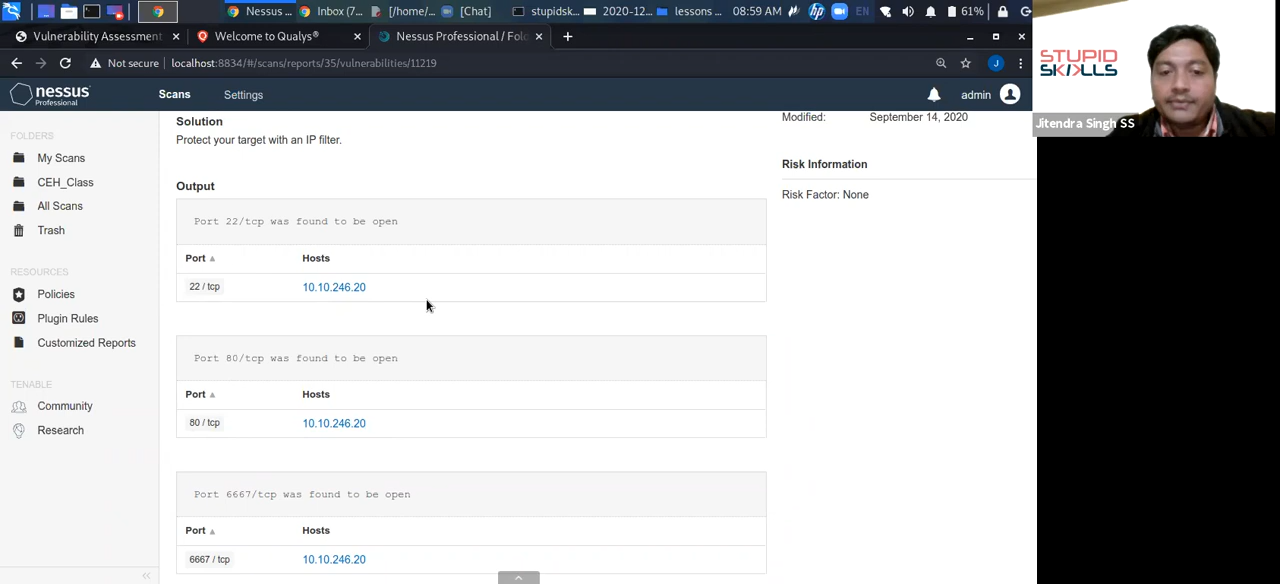 Nessus ...
Inbox (7...
[/home/...
[Chat]
stupidsk...
2020-12...
lessons ...
08:59 AM
EN
61%
Vulnerability Assessment
Welcome to Qualys®
Nessus Professional / Fol
Not secure
localhost:8834/#/scans/reports/35/vulnerabilities/11219
J
nessus
Professional
Scans
Settings
admin
FOLDERS
My Scans
CEH_Class
All Scans
Trash
RESOURCES
Policies
Plugin Rules
Customized Reports
TENABLE
Community
Research
Solution
Protect your target with an IP filter.
Output
Port 22/tcp was found to be open
Port Hosts
22 / tcp 10.10.246.20
Port 80/tcp was found to be open
Port Hosts
80 / tcp 10.10.246.20
Port 6667/tcp was found to be open
Port Hosts
6667 / tcp 10.10.246.20
Modified: September 14, 2020
Risk Information
Risk Factor: None
STUPID
SKILLS
Jitendra Singh SS